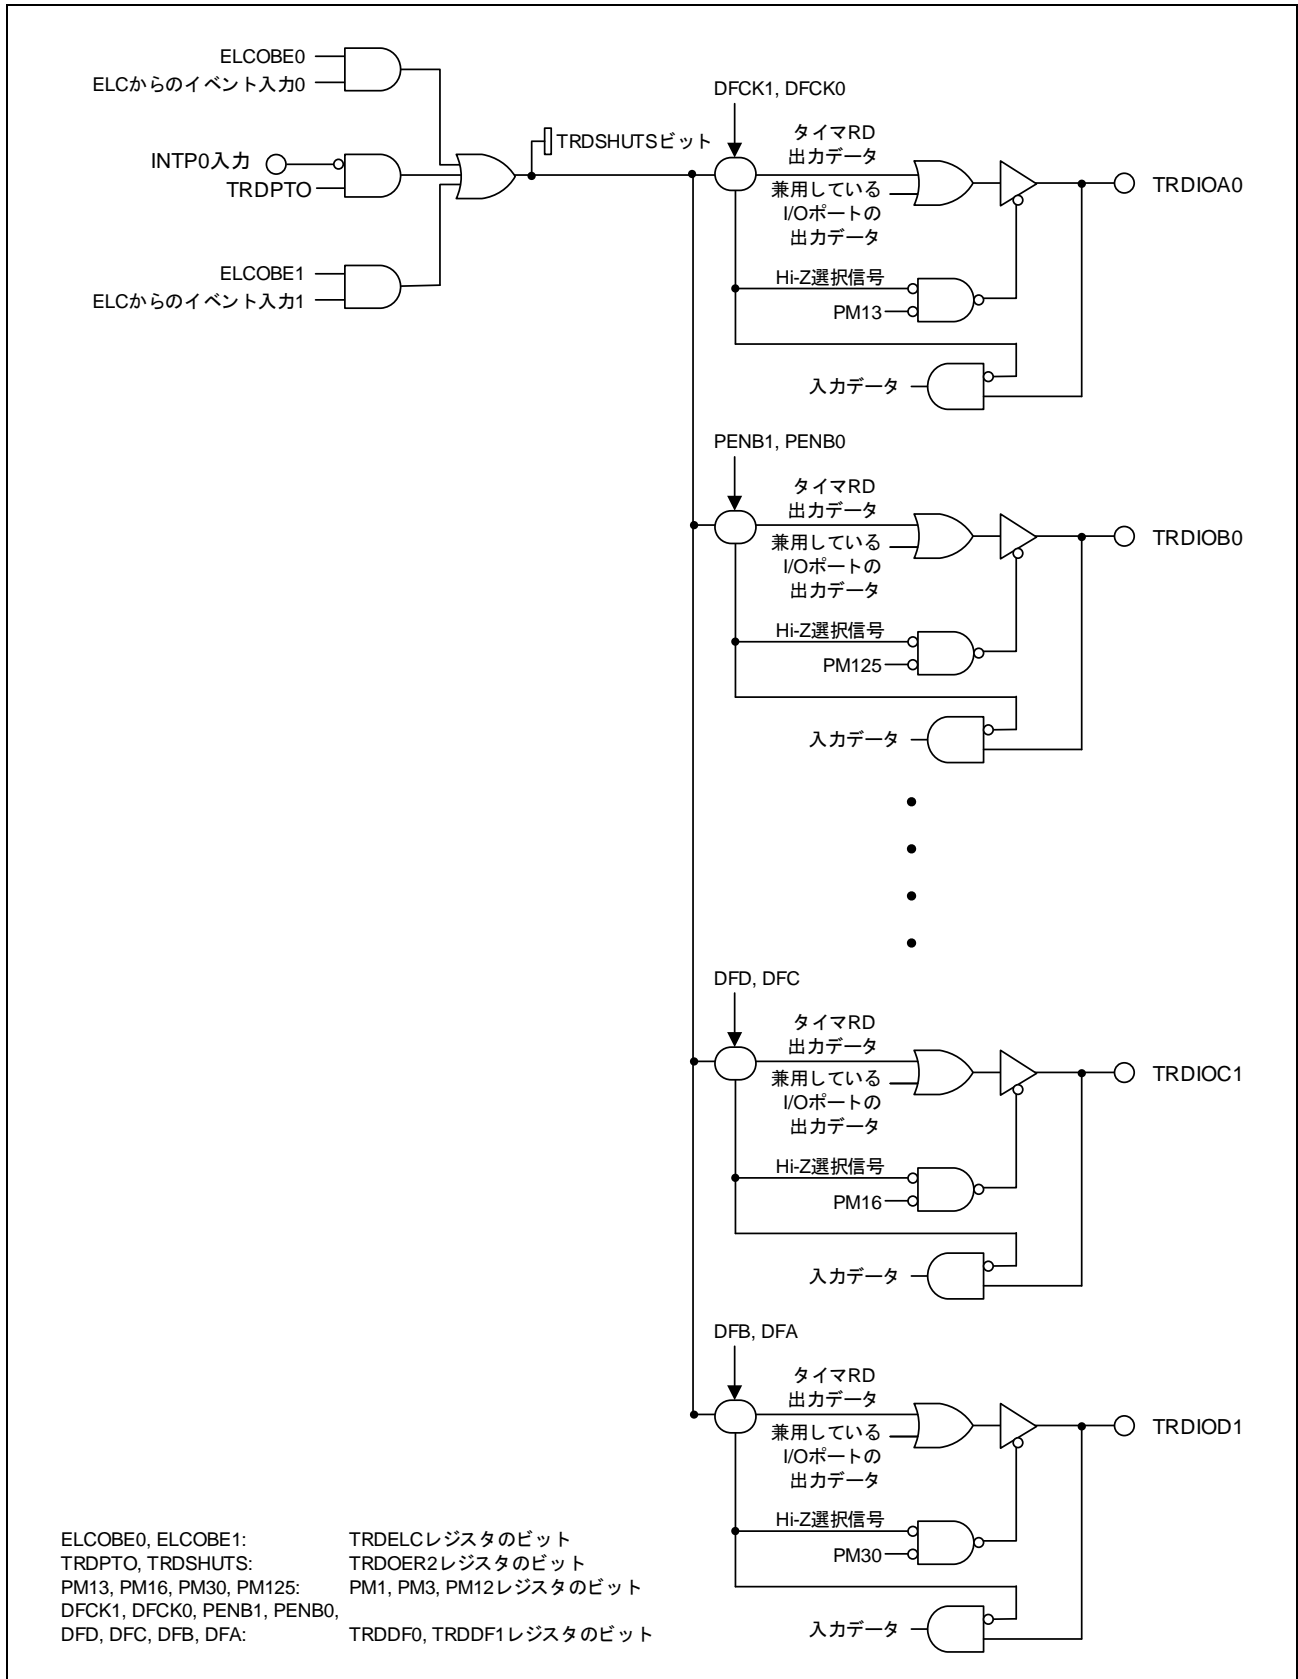 ELCOBE0
ELCからのイベント入力0
INTP0入力
TRDPTO
ELCOBE1
ELCからのイベント入力1
TRDSHUTSビット
DFCK1, DFCK0
タイマRD
出力データ
兼用している
I/Oポートの
出力データ
Hi-Z選択信号
PM13
入力データ
TRDIOA0
PENB1, PENB0
タイマRD
出力データ
兼用している
I/Oポートの
出力データ
Hi-Z選択信号
PM125
入力データ
TRDIOB0
DFD, DFC
タイマRD
出力データ
兼用している
I/Oポートの
出力データ
Hi-Z選択信号
PM16
入力データ
TRDIOC1
DFB, DFA
タイマRD
出力データ
兼用している
I/Oポートの
出力データ
Hi-Z選択信号
PM30
入力データ
TRDIOD1
ELCOBE0, ELCOBE1: TRDELCレジスタのビット
TRDPTO, TRDSHUTS: TRDOER2レジスタのビット
PM13, PM16, PM30, PM125: PM1, PM3, PM12レジスタのビット
DFCK1, DFCK0, PENB1, PENB0,
DFD, DFC, DFB, DFA: TRDDF0, TRDDF1レジスタのビット